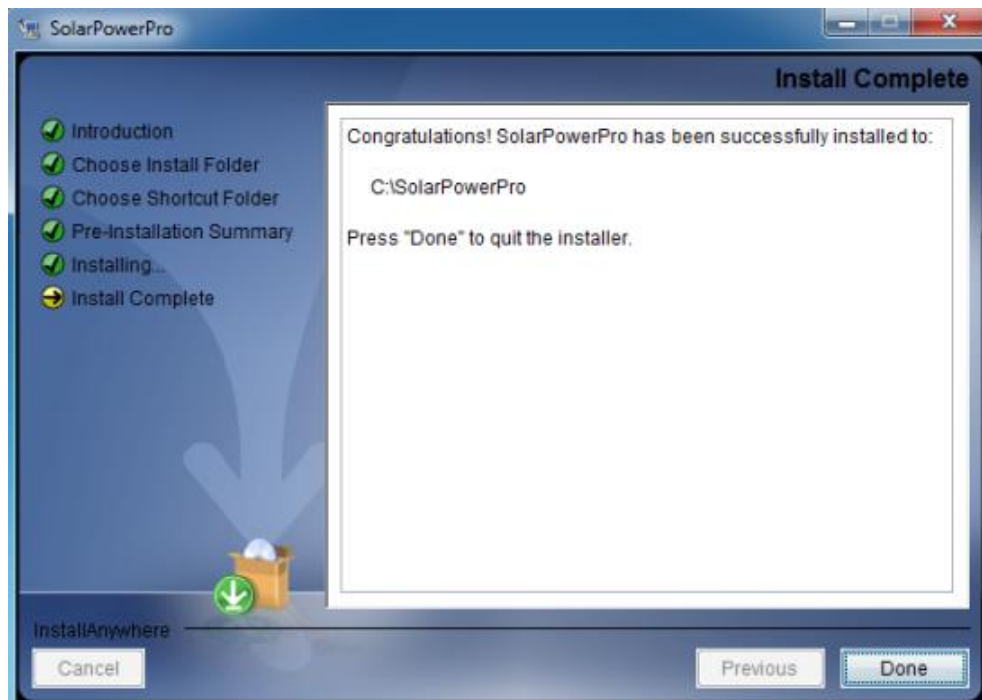 SolarPowerPro
Install Complete
Introduction
Choose Install Folder
Choose Shortcut Folder
Pre-Installation Summary
Installing...
Install Complete
Congratulations! SolarPowerPro has been successfully installed to:
C:\SolarPowerPro
Press "Done" to quit the installer.
InstallAnywhere
Cancel
Previous
Done